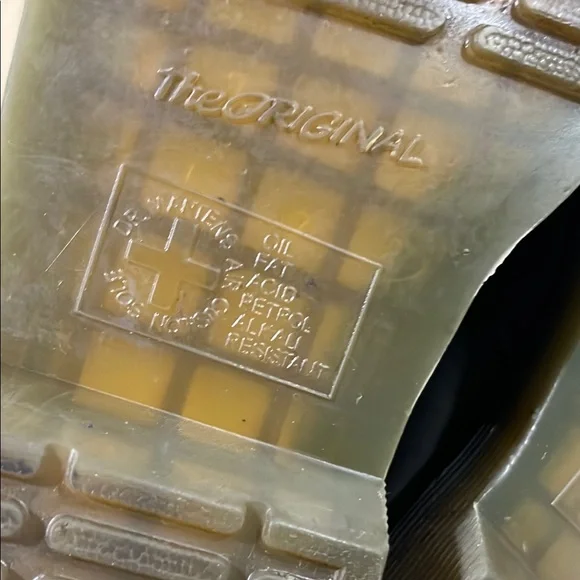 the ORIGINAL
DR MARTENS AIR CUSHION SOLE
OIL
FAT
ACID
PETROL
ALKALI
RESISTANT